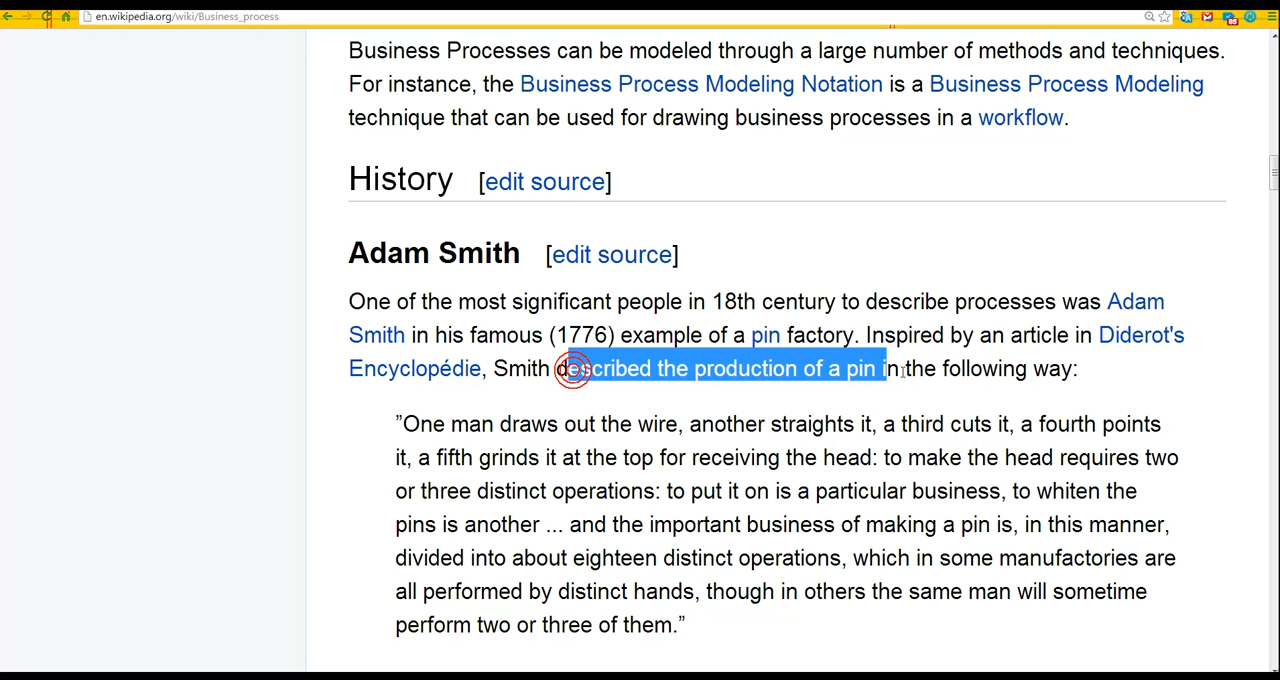 en.wikipedia.org/wiki/Business_process
95
Business Processes can be modeled through a large number of methods and techniques.
For instance, the Business Process Modeling Notation is a Business Process Modeling
technique that can be used for drawing business processes in a workflow.
History [edit source]
Adam Smith [edit source]
One of the most significant people in 18th century to describe processes was Adam
Smith in his famous (1776) example of a pin factory. Inspired by an article in Diderot's
Encyclopédie, Smith described the production of a pin in the following way:
”One man draws out the wire, another straights it, a third cuts it, a fourth points
it, a fifth grinds it at the top for receiving the head: to make the head requires two
or three distinct operations: to put it on is a particular business, to whiten the
pins is another ... and the important business of making a pin is, in this manner,
divided into about eighteen distinct operations, which in some manufactories are
all performed by distinct hands, though in others the same man will sometime
perform two or three of them.”